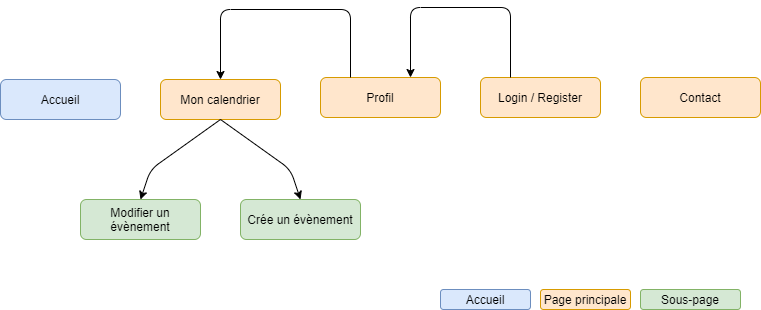 Accueil
Mon calendrier
Profil
Login / Register
Contact
Modifier un
évènement
Crée un évènement
Accueil
Page principale
Sous-page